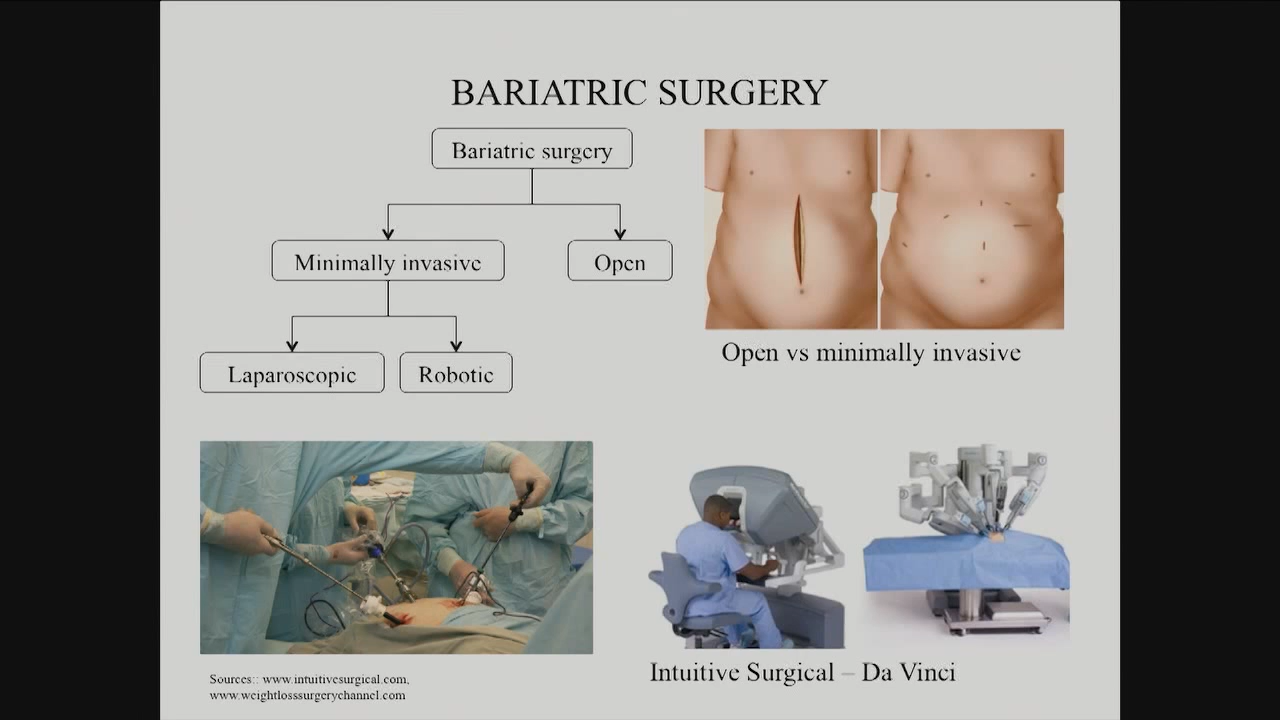 BARIATRIC SURGERY
Bariatric surgery
Minimally invasive
Open
Laparoscopic
Robotic
Open vs minimally invasive
Intuitive Surgical – Da Vinci
Sources:: www.intuitivesurgical.com,
www.weightlosssurgerychannel.com